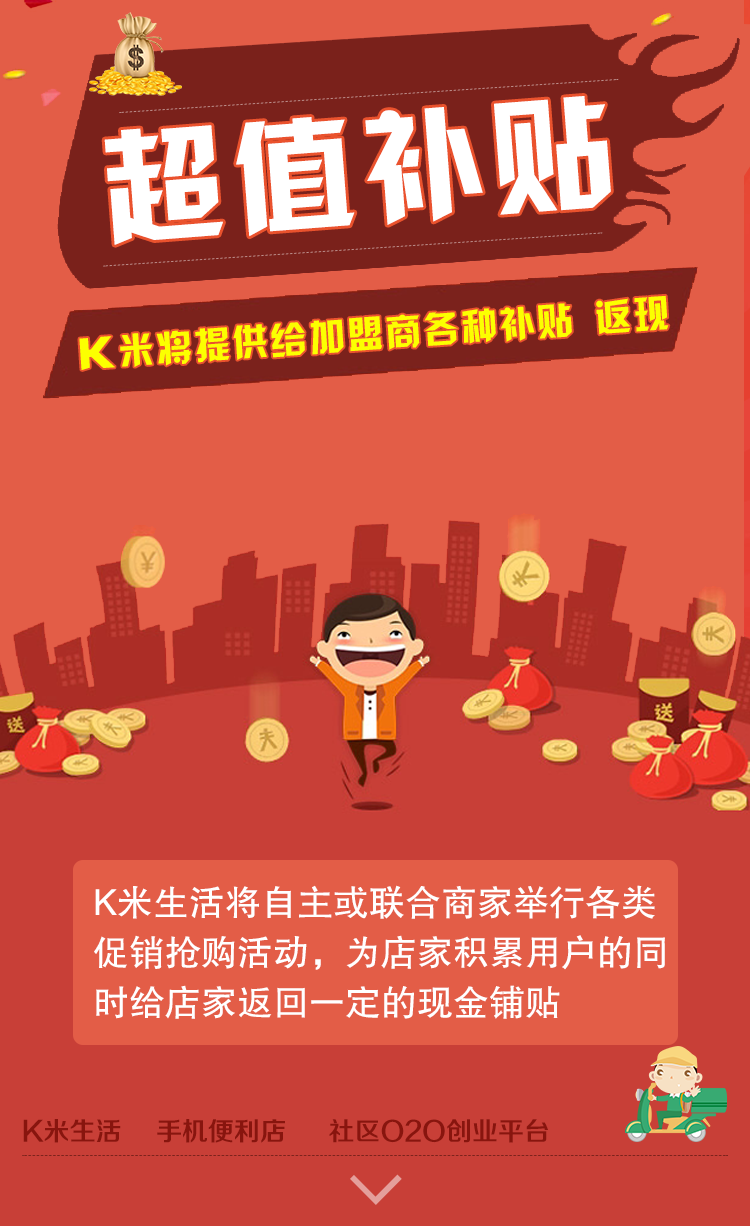 $
超值补贴
K米将提供给加盟商各种补贴 返现
送
送
K米生活将自主或联合商家举行各类
促销抢购活动，为店家积累用户的同
时给店家返回一定的现金铺贴
K米生活 手机便利店 社区O2O创业平台